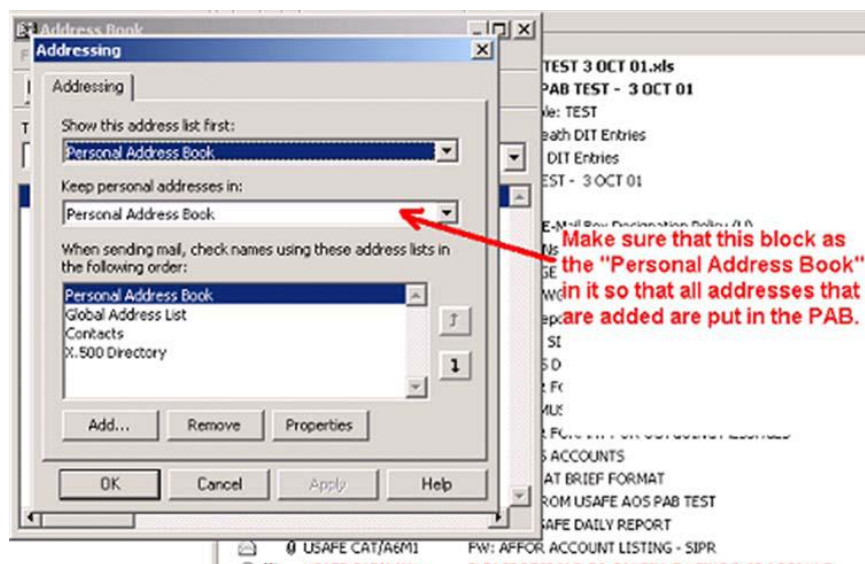 Address Book
Addressing
Addressing
Show this address list first:
Personal Address Book
Keep personal addresses in:
Personal Address Book
When sending mail, check names using these address lists in
the following order:
Personal Address Book
Global Address List
Contacts
X.500 Directory
Add...
Remove
Properties
OK
Cancel
Apply
Help
TEST 3 OCT 01.xls
PAB TEST - 3 OCT 01
le: TEST
eath DIT Entries
DIT Entries
EST - 3 OCT 01
E-Mail Box Designation Policy (U)
Make sure that this block as
the "Personal Address Book"
in it so that all addresses that
are added are put in the PAB.
SI
ACCOUNTS
AT BRIEF FORMAT
ROM USAFE AOS PAB TEST
SAFE DAILY REPORT
USAFE CAT/A6M1
FW: AFFOR ACCOUNT LISTING - SIPR